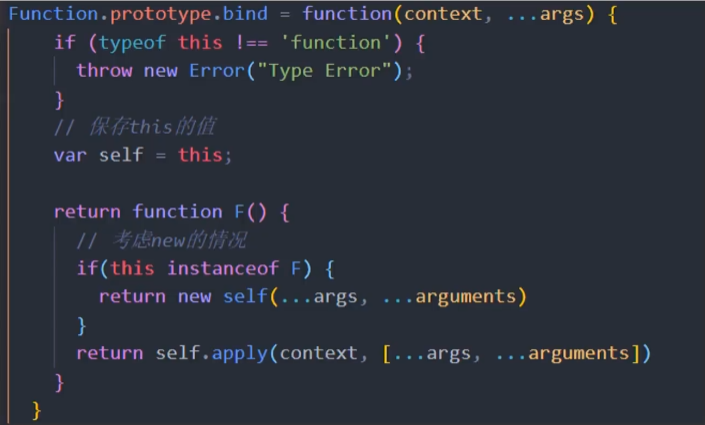 Function.prototype.bind = function(context, ...args) {
if (typeof this !== 'function') {
throw new Error("Type Error");
}
// 保存this的值
var self = this;
return function F() {
// 考虑new的情况
if(this instanceof F) {
return new self(...args, ...arguments)
}
return self.apply(context, [...args, ...arguments])
}
}